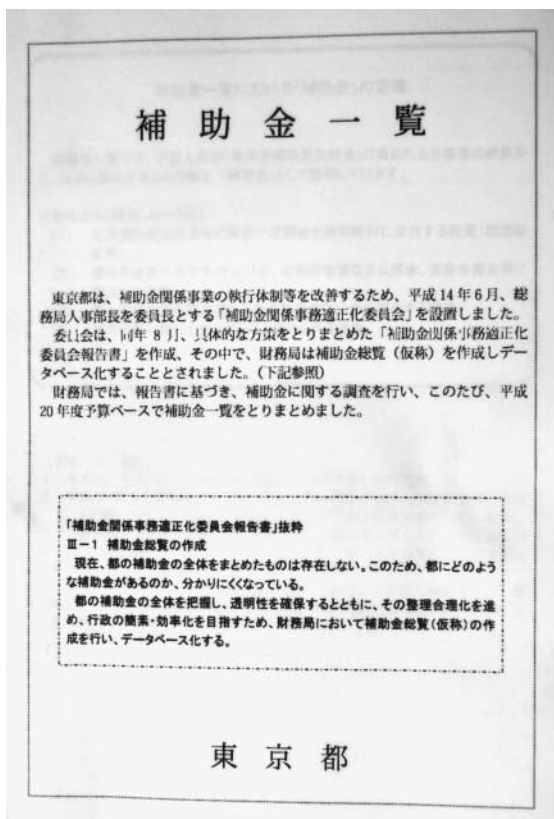 補助金一覧
東京都は、補助金関係事業の執行体制等を改善するため、平成14年6月、総
務局人事部長を委員長とする「補助金関係事務適正化委員会」を設置しました。
委員会は、同年8月、具体的な方策をとりまとめた「補助金関係事務適正化
委員会報告書」を作成、その中で、財務局は補助金総覧（仮称）を作成しデー
タベース化することとされました。（下記参照）
財務局では、報告書に基づき、補助金に関する調査を行い、このたび、平成
20年度予算ベースで補助金一覧をとりまとめました。
「補助金関係事務適正化委員会報告書」抜粋
Ⅲ－1 補助金総覧の作成
現在、都の補助金の全体をまとめたものは存在しない。このため、都にどのよう
な補助金があるのか、分かりにくくなっている。
都の補助金の全体を把握し、透明性を確保するとともに、その整理合理化を進
め、行政の簡素・効率化を目指すため、財務局において補助金総覧（仮称）の作
成を行い、データベース化する。
東京都